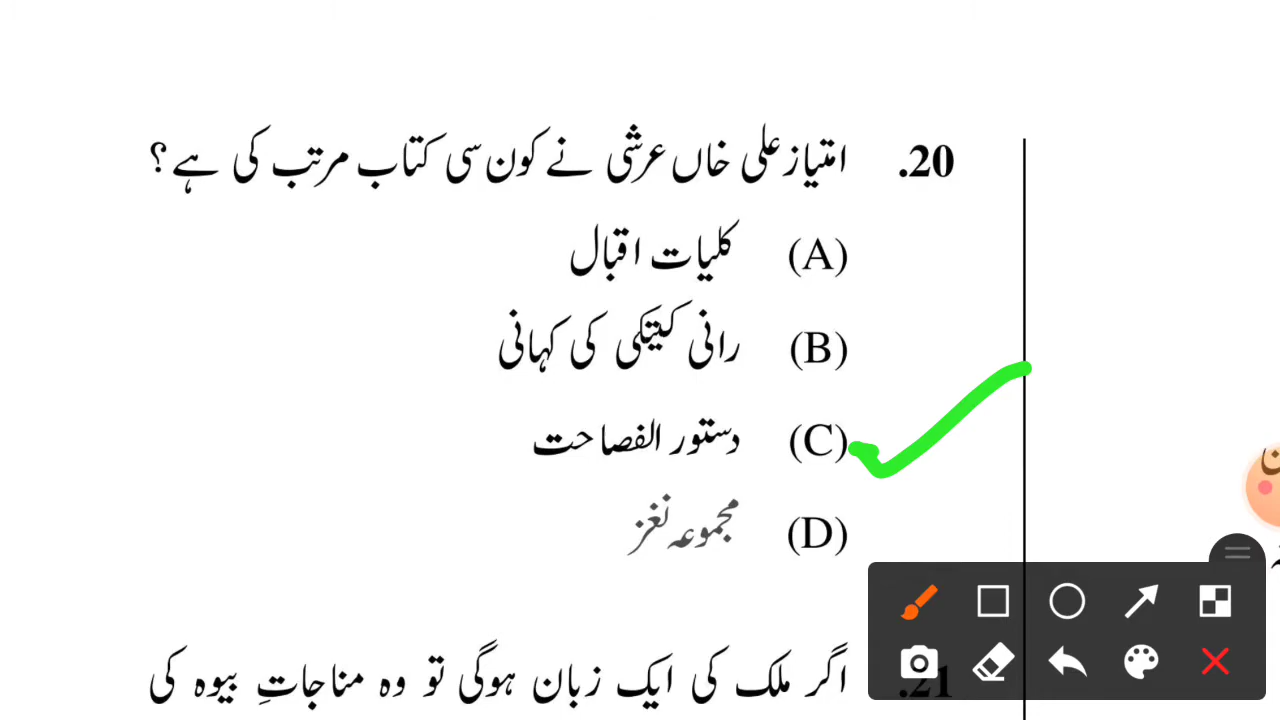 20. امتیاز علی خاں عرشی نے کون سی کتاب مرتب کی ہے؟
(A) کلیات اقبال
(B) رانی کیتکی کی کہانی
(C) دستور الفصاحت
(D) مجموعہ نغز
21. اگر ملک کی ایک زبان ہوگی تو وہ مناجاتِ بیوہ کی